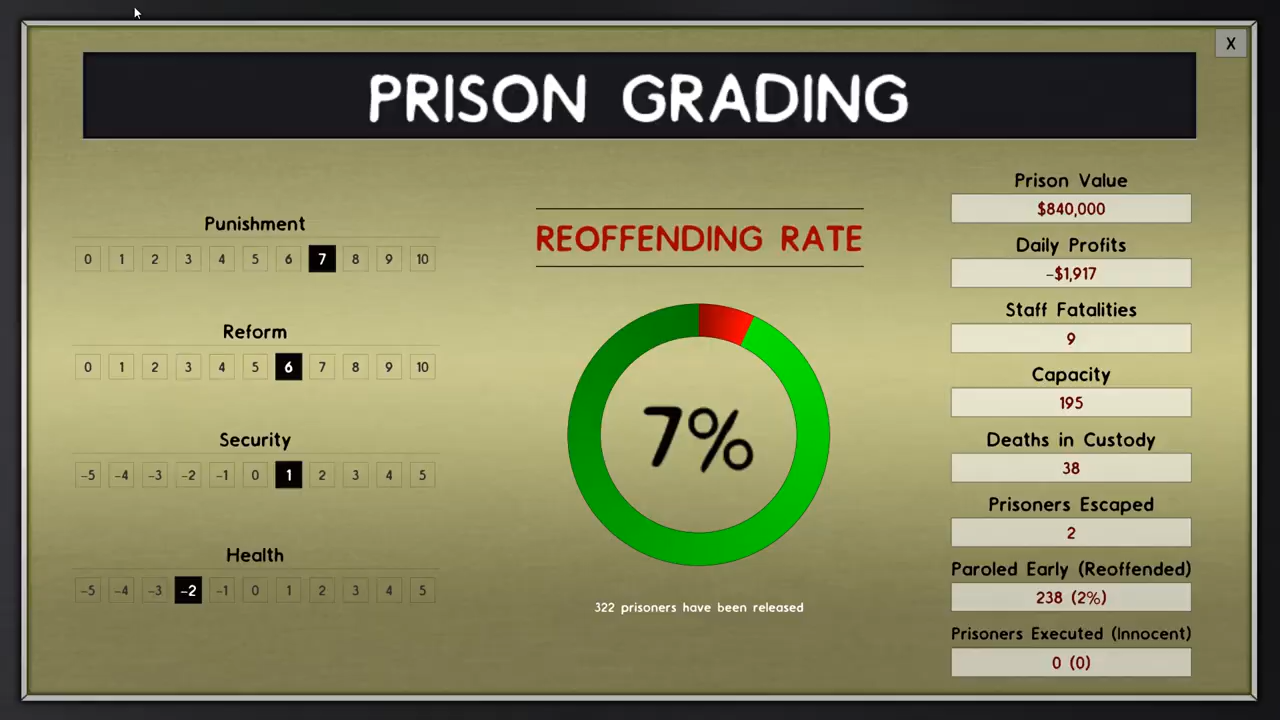 X
PRISON GRADING
Punishment
0 1 2 3 4 5 6 7 8 9 10
Reform
0 1 2 3 4 5 6 7 8 9 10
Security
-5 -4 -3 -2 -1 0 1 2 3 4 5
Health
-5 -4 -3 -2 -1 0 1 2 3 4 5
REOFFENDING RATE
7%
322 prisoners have been released
Prison Value
$840,000
Daily Profits
-$1,917
Staff Fatalities
9
Capacity
195
Deaths in Custody
38
Prisoners Escaped
2
Paroled Early (Reoffended)
238 (2%)
Prisoners Executed (Innocent)
0 (0)